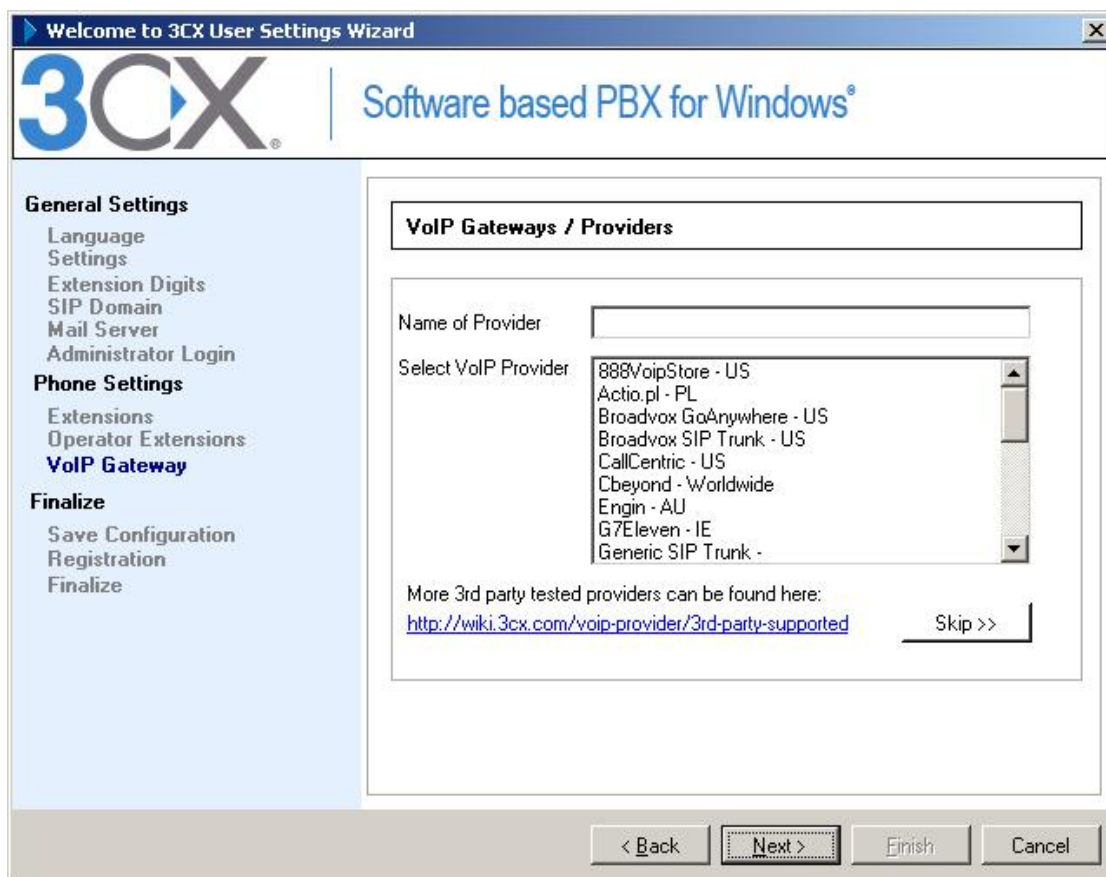 Welcome to 3CX User Settings Wizard
3CX®
Software based PBX for Windows®
General Settings
Language
Settings
Extension Digits
SIP Domain
Mail Server
Administrator Login
Phone Settings
Extensions
Operator Extensions
VoIP Gateway
Finalize
Save Configuration
Registration
Finalize
VoIP Gateways / Providers
Name of Provider
Select VoIP Provider
888VoipStore - US
Actio.pl - PL
Broadvox GoAnywhere - US
Broadvox SIP Trunk - US
CallCentric - US
Cbeyond - Worldwide
Engin - AU
G7Eleven - IE
Generic SIP Trunk -
More 3rd party tested providers can be found here:
http://wiki.3cx.com/voip-provider/3rd-party-supported
Skip >>
< Back
Next >
Finish
Cancel